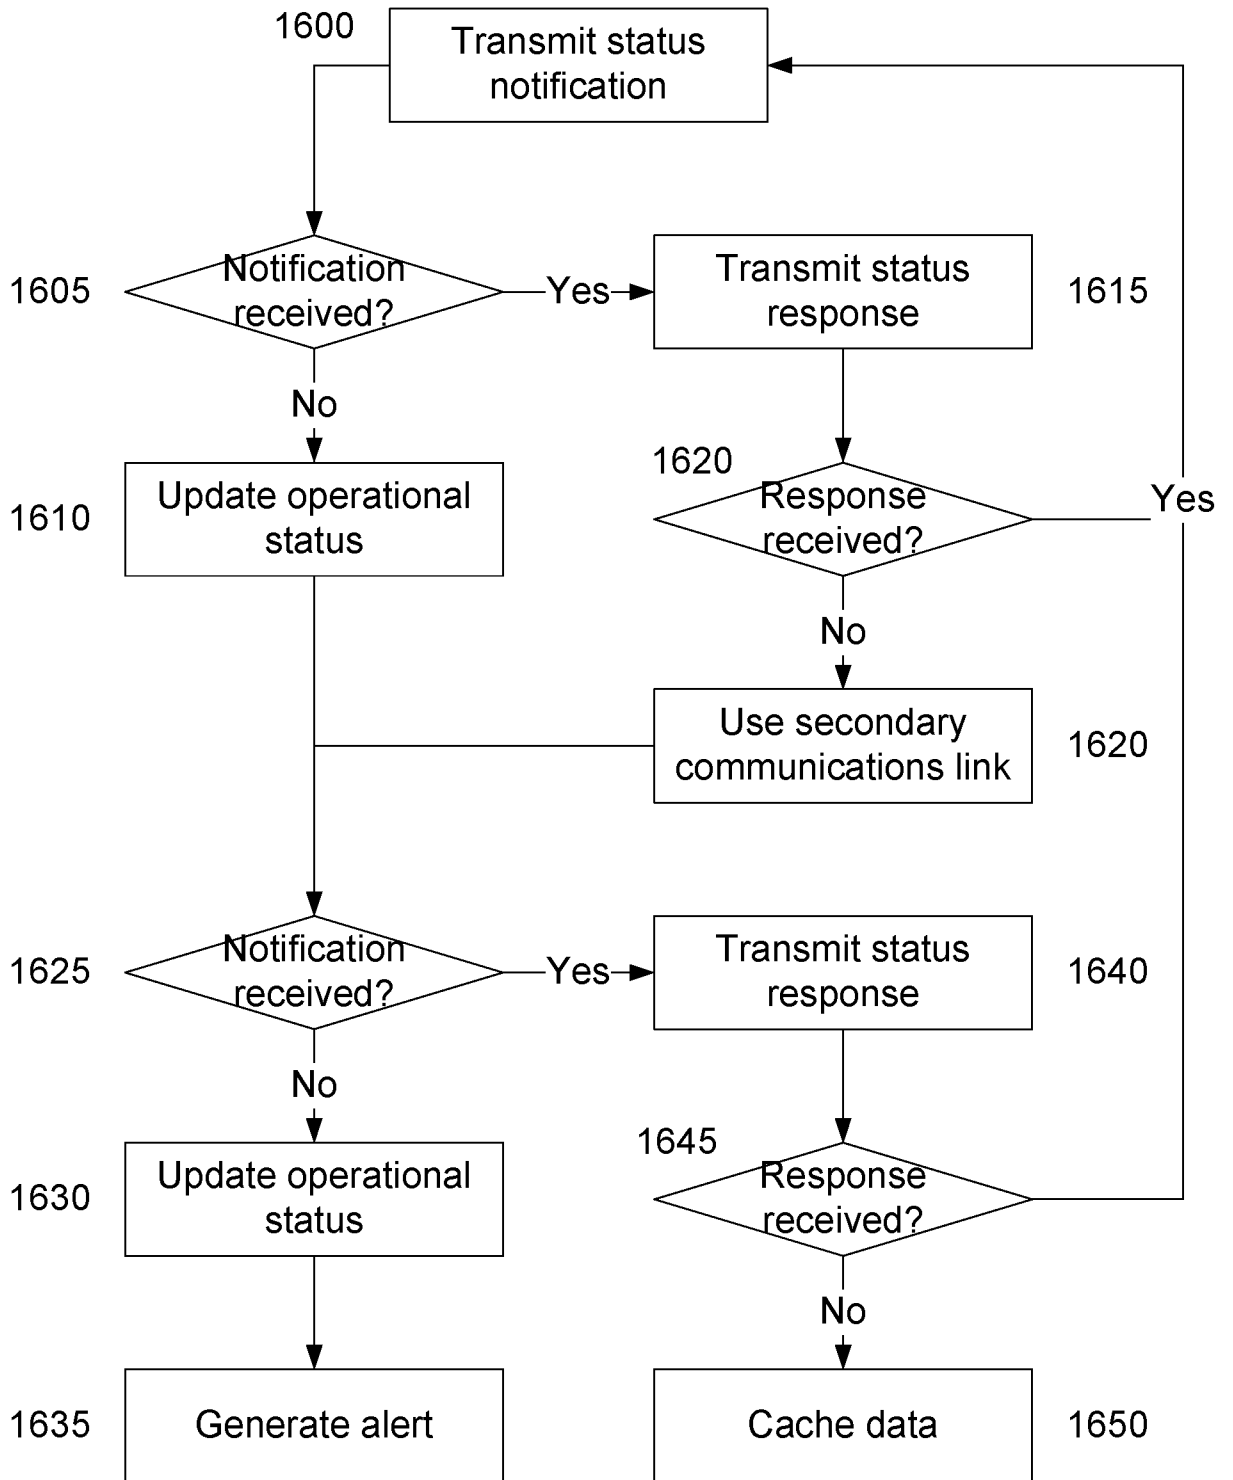 1600
Transmit status
notification
1605
Notification
received?
Yes
Transmit status
response
1615
No
1620
Response
received?
Yes
1610
Update operational
status
No
Use secondary
communications link
1620
1625
Notification
received?
Yes
Transmit status
response
1640
No
1645
Response
received?
1630
Update operational
status
No
1635
Generate alert
Cache data
1650